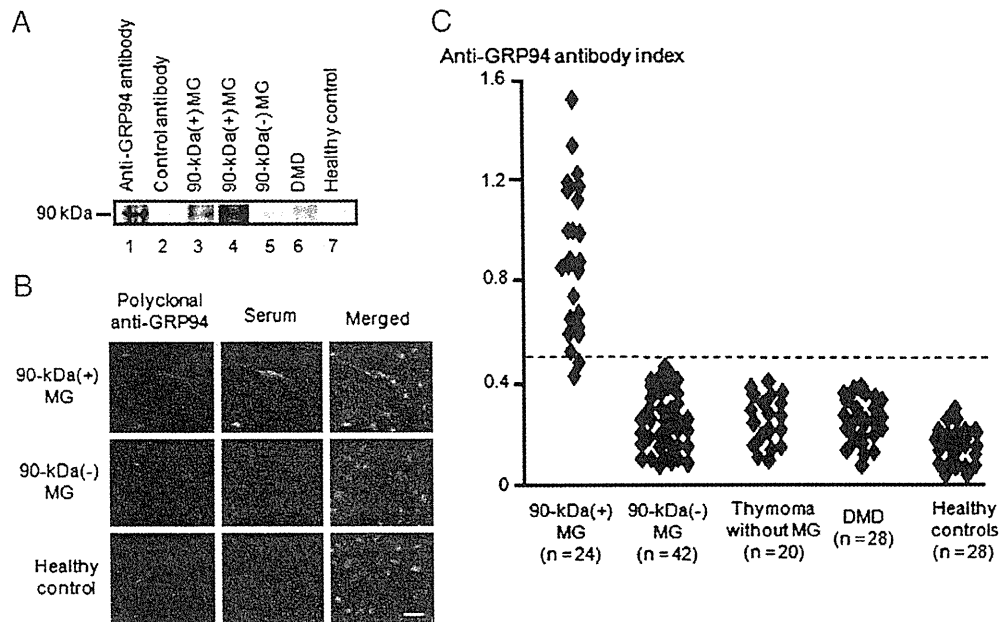 A
Anti-GRP94 antibody
Control antibody
90-kDa(+) MG
90-kDa(+) MG
90-kDa(-) MG
DMD
Healthy control
90 kDa
1 2 3 4 5 6 7
B
Polyclonal
anti-GRP94
Serum
Merged
90-kDa(+)
MG
90-kDa(-)
MG
Healthy
control
C
Anti-GRP94 antibody index
1.6
1.2
0.8
0.4
0
90-kDa(+)
MG
(n=24)
90-kDa(-)
MG
(n=42)
Thymoma
without MG
(n=20)
DMD
(n=28)
Healthy
controls
(n=28)